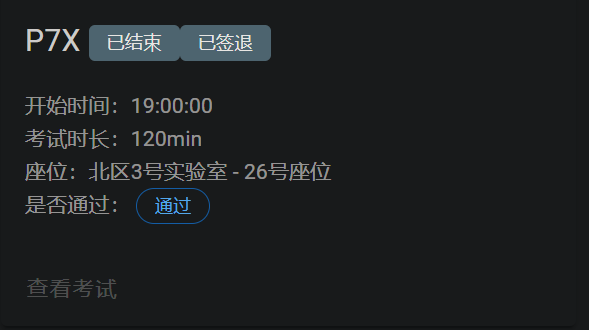 P7X 已结束 已签退
开始时间：19:00:00
考试时长：120min
座位：北区3号实验室 - 26号座位
是否通过： 通过
查看考试